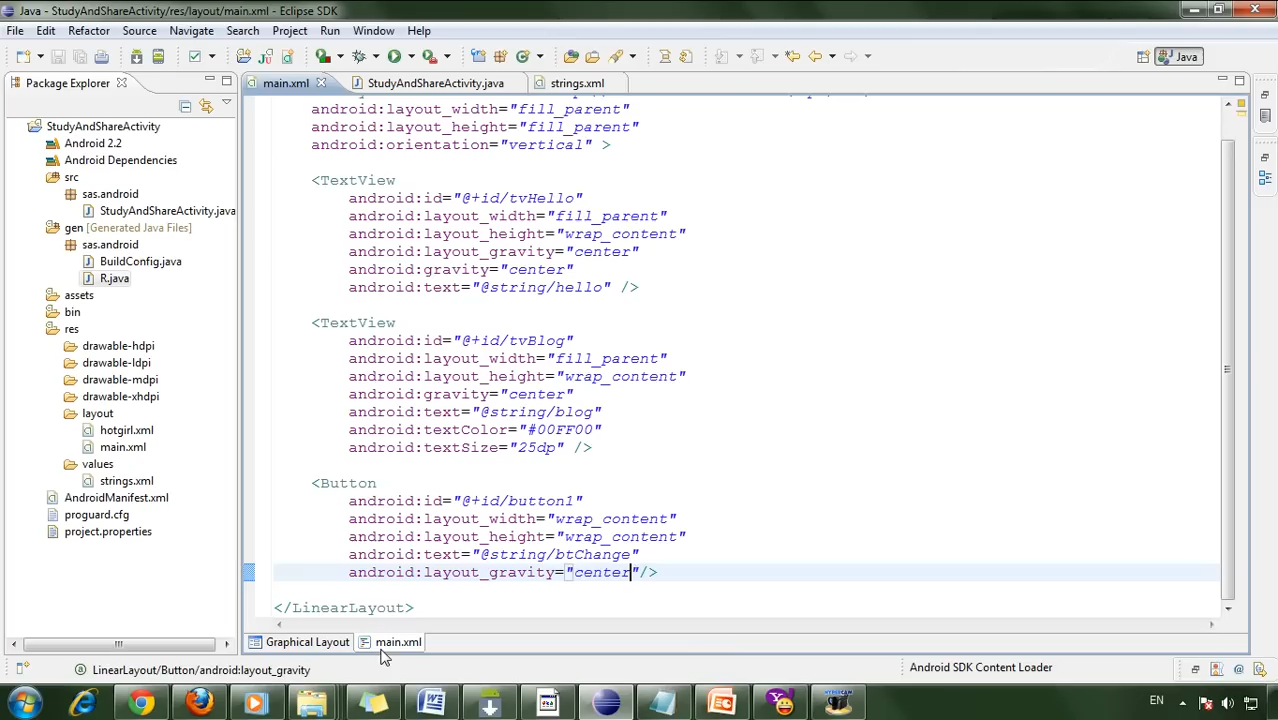 Java - StudyAndShareActivity/res/layout/main.xml - Eclipse SDK
File Edit Refactor Source Navigate Search Project Run Window Help
Java
Package Explorer
main.xml StudyAndShareActivity.java strings.xml
StudyAndShareActivity
Android 2.2
Android Dependencies
src
sas.android
StudyAndShareActivity.java
gen [Generated Java Files]
sas.android
BuildConfig.java
R.java
assets
bin
res
drawable-hdpi
drawable-ldpi
drawable-mdpi
drawable-xhdpi
layout
hotgirl.xml
main.xml
values
strings.xml
AndroidManifest.xml
proguard.cfg
project.properties
android:layout_width="fill_parent"
android:layout_height="fill_parent"
android:orientation="vertical" >
<TextView
android:id="@+id/tvHello"
android:layout_width="fill_parent"
android:layout_height="wrap_content"
android:layout_gravity="center"
android:gravity="center"
android:text="@string/hello" />
<TextView
android:id="@+id/tvBlog"
android:layout_width="fill_parent"
android:layout_height="wrap_content"
android:gravity="center"
android:text="@string/blog"
android:textColor="#00FF00"
android:textSize="25dp" />
<Button
android:id="@+id/button1"
android:layout_width="wrap_content"
android:layout_height="wrap_content"
android:text="@string/btChange"
android:layout_gravity="center"/>
</LinearLayout>
Graphical Layout main.xml
LinearLayout/Button/android:layout_gravity
Android SDK Content Loader
EN